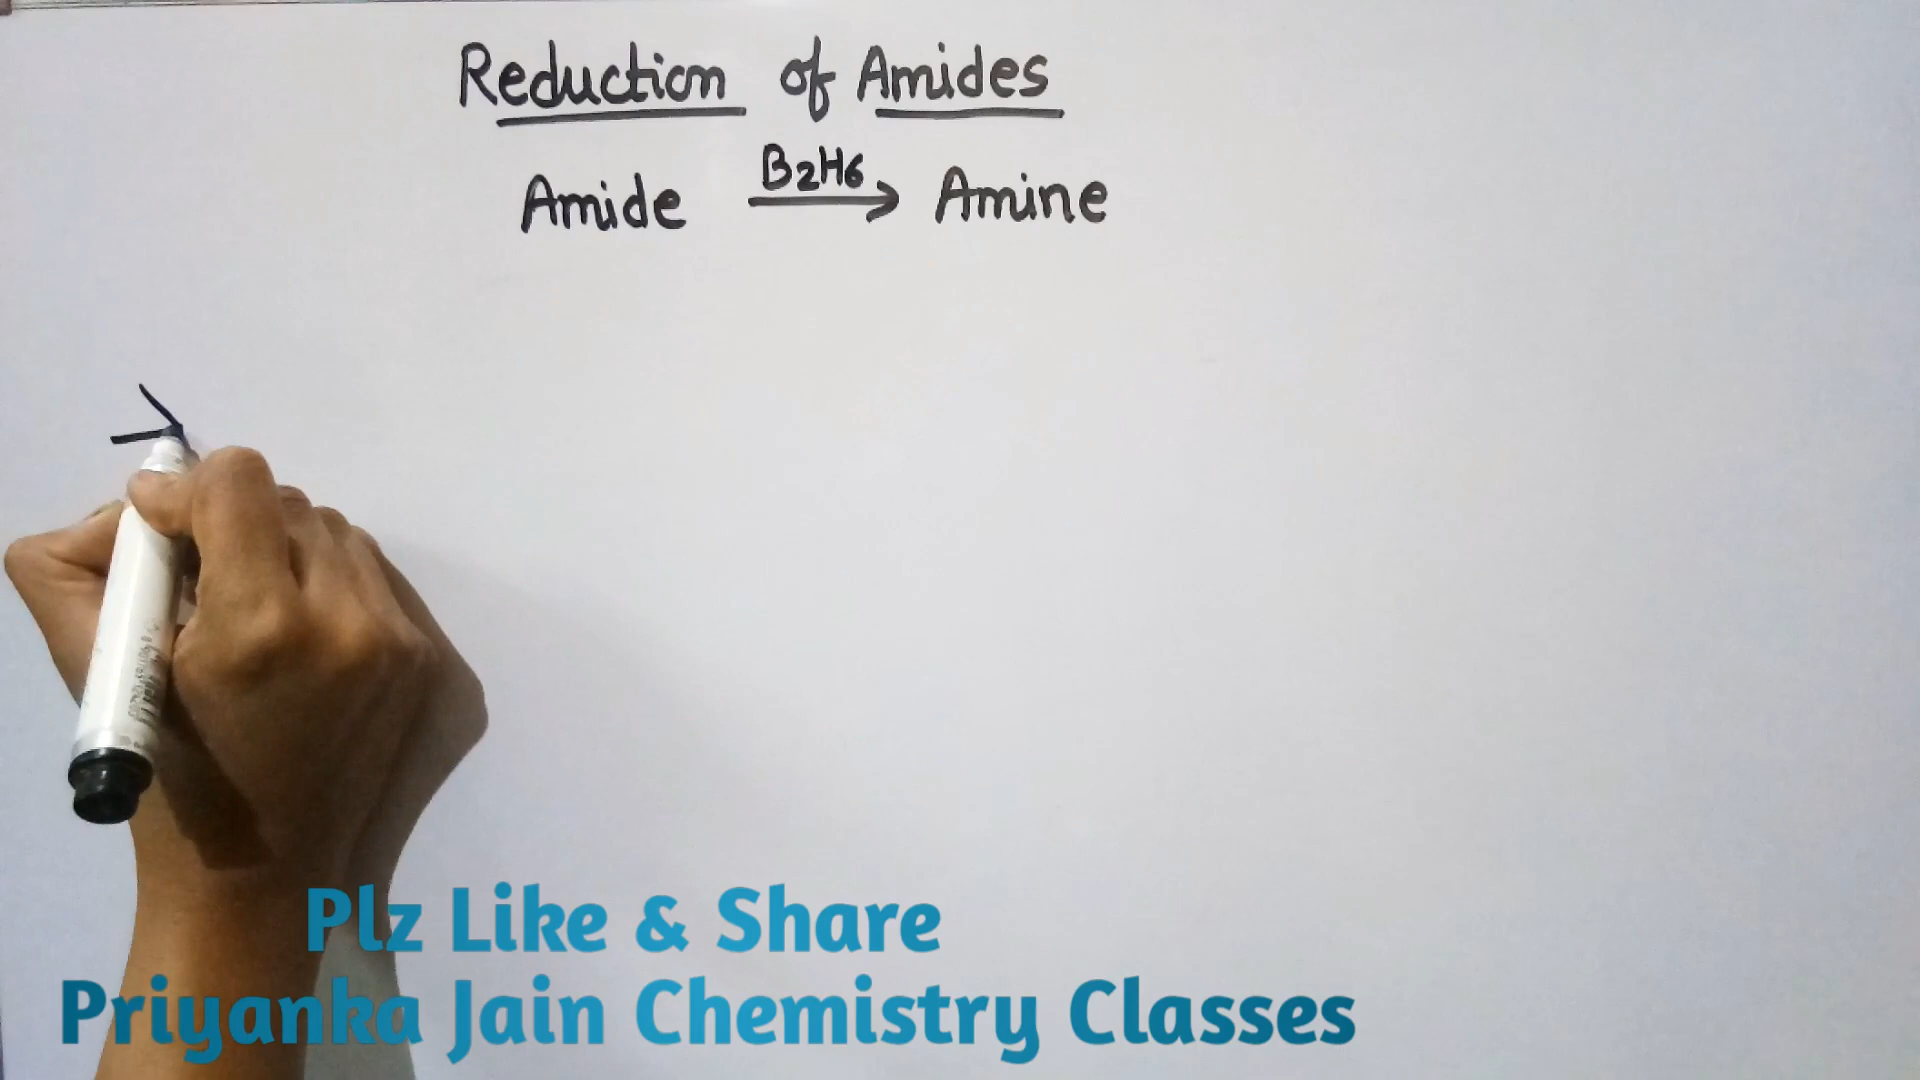 Reduction of Amides
Amide B2H6 → Amine
Plz Like & Share
Priyanka Jain Chemistry Classes